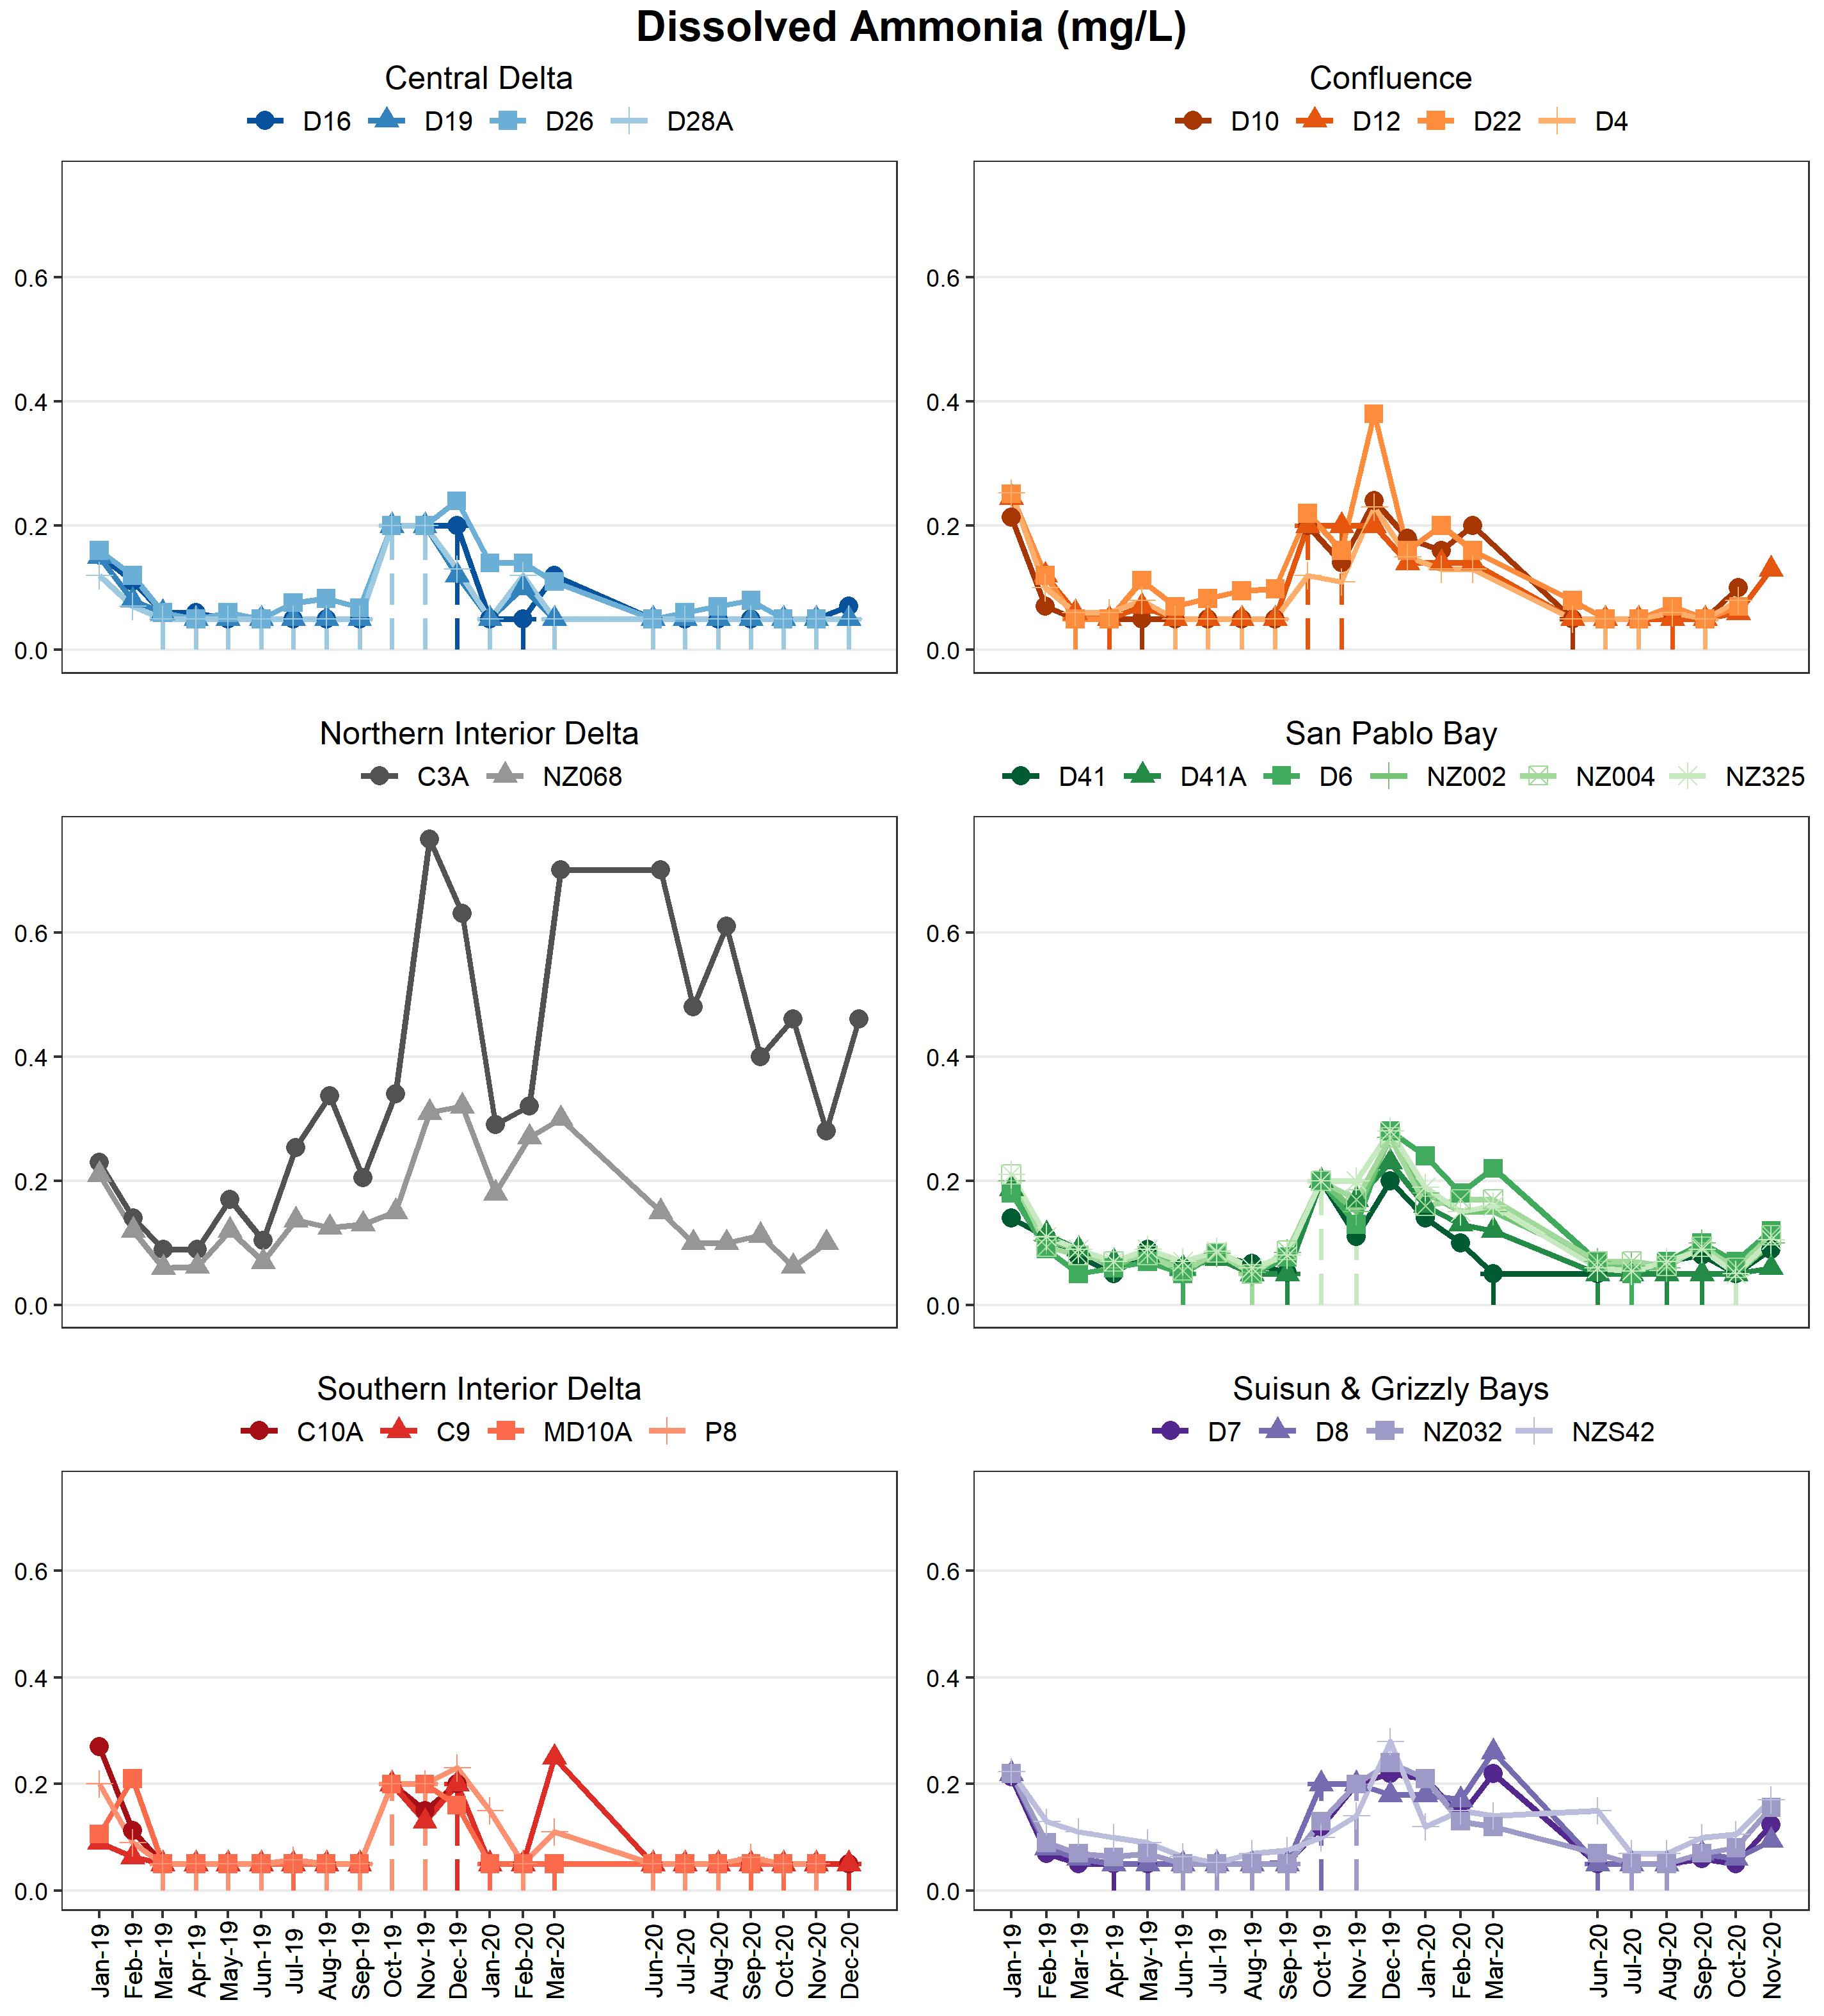 Dissolved Ammonia (mg/L)
Central Delta
D16 D19 D26 D28A
0.6
0.4
0.2
0.0
Confluence
D10 D12 D22 D4
0.6
0.4
0.2
0.0
Northern Interior Delta
C3A NZ068
0.6
0.4
0.2
0.0
San Pablo Bay
D41 D41A D6 NZ002 NZ004 NZ325
0.6
0.4
0.2
0.0
Southern Interior Delta
C10A C9 MD10A P8
0.6
0.4
0.2
0.0
Jan-19
Feb-19
Mar-19
Apr-19
May-19
Jun-19
Jul-19
Aug-19
Sep-19
Oct-19
Nov-19
Dec-19
Jan-20
Feb-20
Mar-20
Jun-20
Jul-20
Aug-20
Sep-20
Oct-20
Nov-20
Dec-20
Suisun & Grizzly Bays
D7 D8 NZ032 NZS42
0.6
0.4
0.2
0.0
Jan-19
Feb-19
Mar-19
Apr-19
May-19
Jun-19
Jul-19
Aug-19
Sep-19
Oct-19
Nov-19
Dec-19
Jan-20
Feb-20
Mar-20
Jun-20
Jul-20
Aug-20
Sep-20
Oct-20
Nov-20